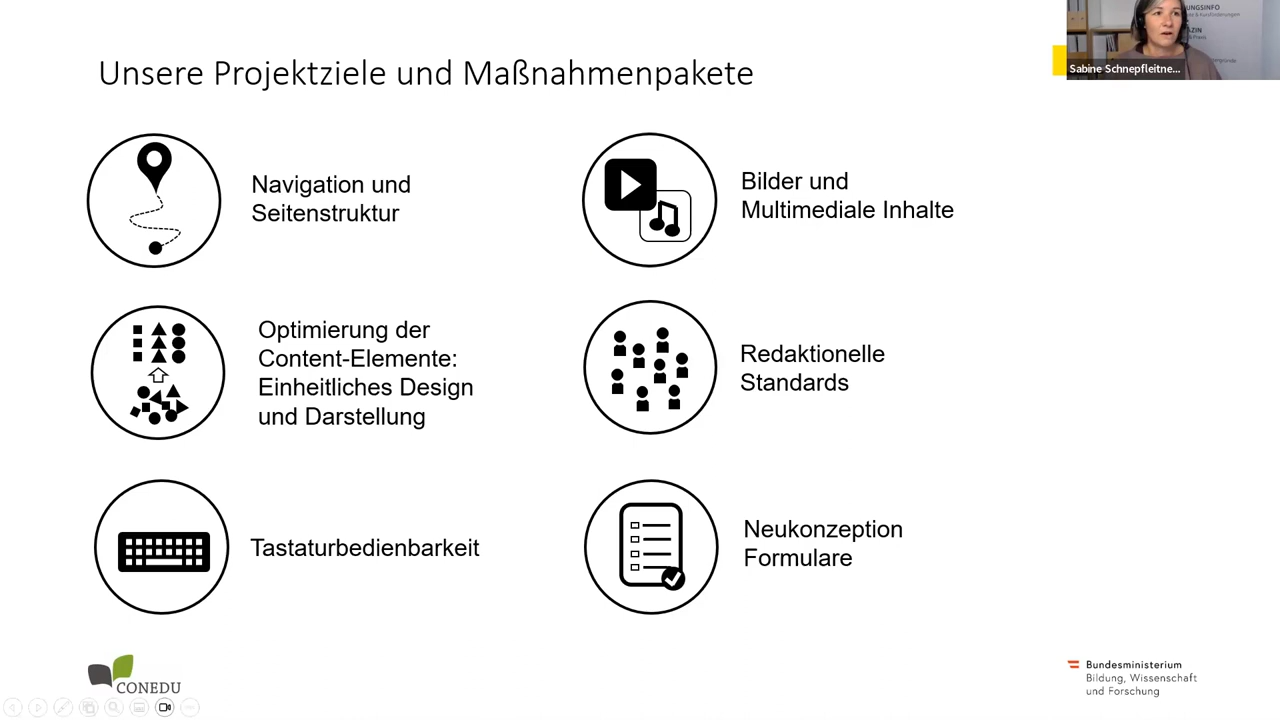 Unsere Projektziele und Maßnahmenpakete
Sabine Schnepfleitne...
Navigation und
Seitenstruktur
Bilder und
Multimediale Inhalte
Optimierung der
Content-Elemente:
Einheitliches Design
und Darstellung
Redaktionelle
Standards
Tastaturbedienbarkeit
Neukonzeption
Formulare
CONEDU
Bundesministerium
Bildung, Wissenschaft
und Forschung